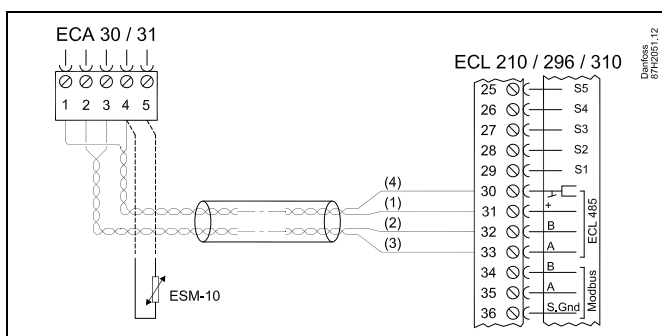 ECA 30 / 31
1 2 3 4 5
ESM-10
(4)
(1)
(2)
(3)
ECL 210 / 296 / 310
25 S5
26 S4
27 S3
28 S2
29 S1
30
31 +
32 B
33 A
ECL 485
34 B
35 A
36 S.Gnd
Modbus
Danfoss
87H2051.12